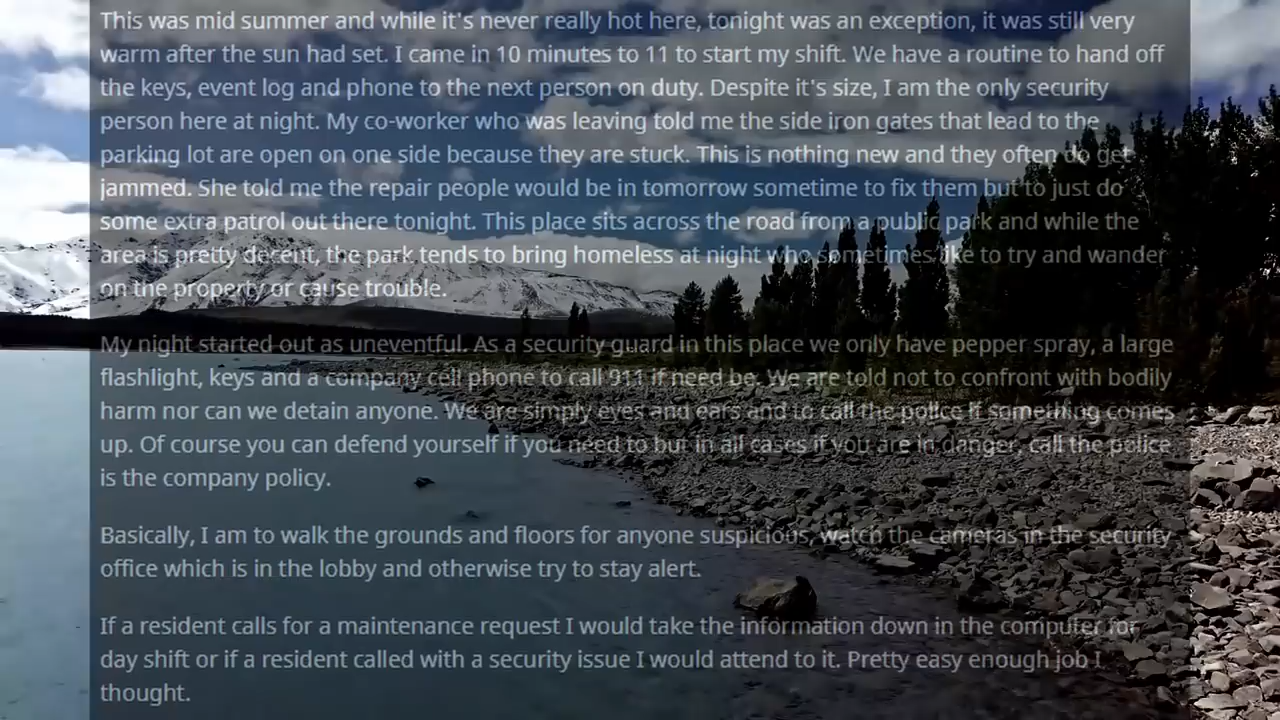 This was mid summer and while it's never really hot here, tonight was an exception, it was still very
warm after the sun had set. I came in 10 minutes to 11 to start my shift. We have a routine to hand off
the keys, event log and phone to the next person on duty. Despite it's size, I am the only security
person here at night. My co-worker who was leaving told me the side iron gates that lead to the
parking lot are open on one side because they are stuck. This is nothing new and they often do get
jammed. She told me the repair people would be in tomorrow sometime to fix them but to just do
some extra patrol out there tonight. This place sits across the road from a public park and while the
area is pretty decent, the park tends to bring homeless at night who sometimes like to try and wander
on the property or cause trouble.
My night started out as uneventful. As a security guard in this place we only have pepper spray, a large
flashlight, keys and a company cell phone to call 911 if need be. We are told not to confront with bodily
harm nor can we detain anyone. We are simply eyes and ears and to call the police if something comes
up. Of course you can defend yourself if you need to but in all cases if you are in danger, call the police
is the company policy.
Basically, I am to walk the grounds and floors for anyone suspicious, watch the cameras in the security
office which is in the lobby and otherwise try to stay alert.
If a resident calls for a maintenance request I would take the information down in the computer for
day shift or if a resident called with a security issue I would attend to it. Pretty easy enough job I
thought.